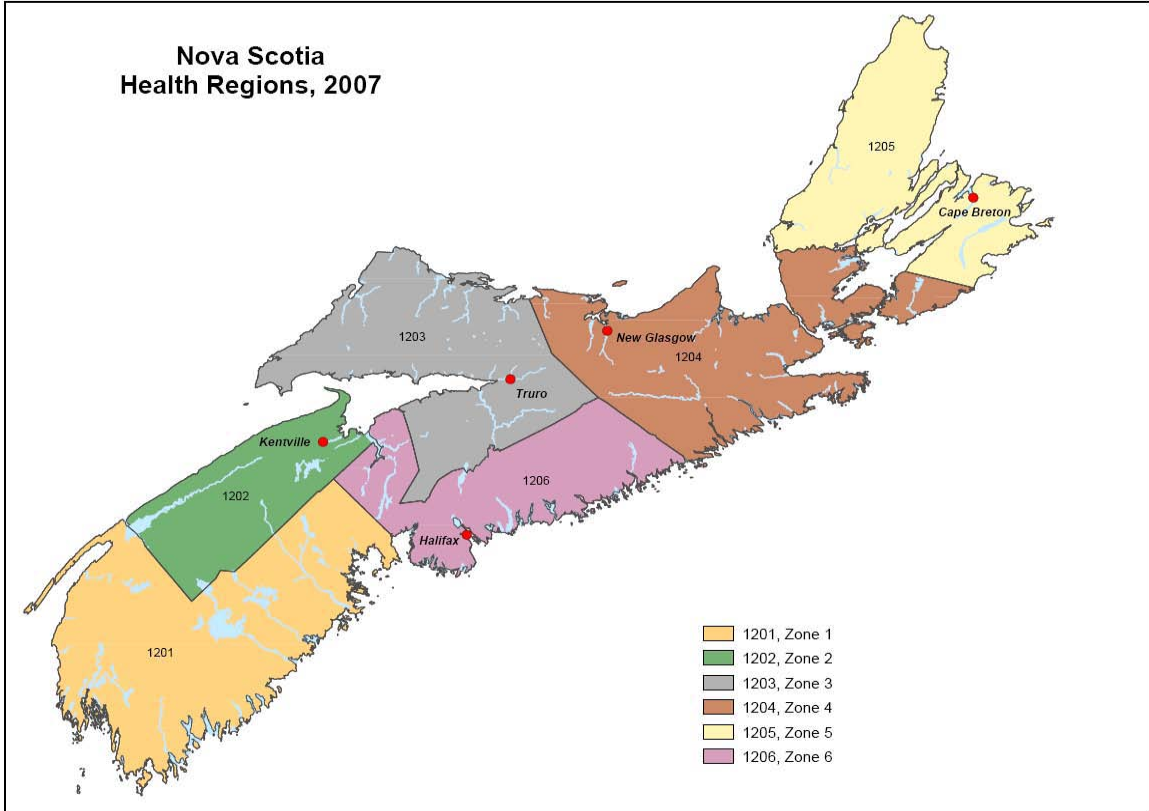 Nova Scotia
Health Regions, 2007
1205
Cape Breton
1203
New Glasgow
1204
Truro
Kentville
1202
1206
Halifax
1201
1201, Zone 1
1202, Zone 2
1203, Zone 3
1204, Zone 4
1205, Zone 5
1206, Zone 6